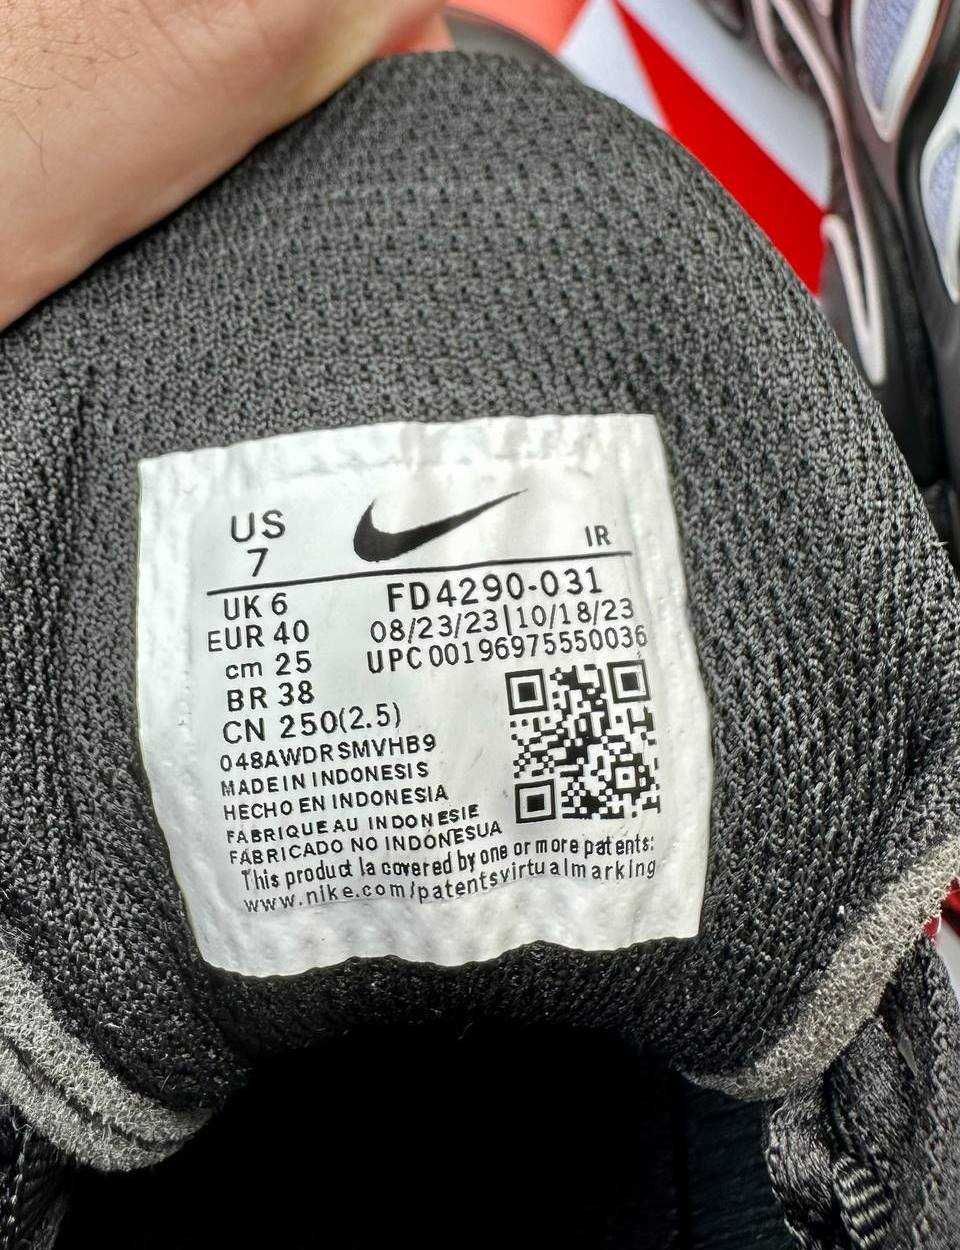 US
7
IR
UK 6
EUR 40
cm 25
BR 38
CN 250(2.5)
FD4290-031
08/23/23|10/18/23
UPC 00196975550036
048AWDRSMVHB9
MADE IN INDONESIS
HECHO EN INDONESIA
FABRIQUE AU INDONESIE
FABRICADO NO INDONESUA
This product la covered by one or more patents:
www.nike.com/patentsvirtualmarking